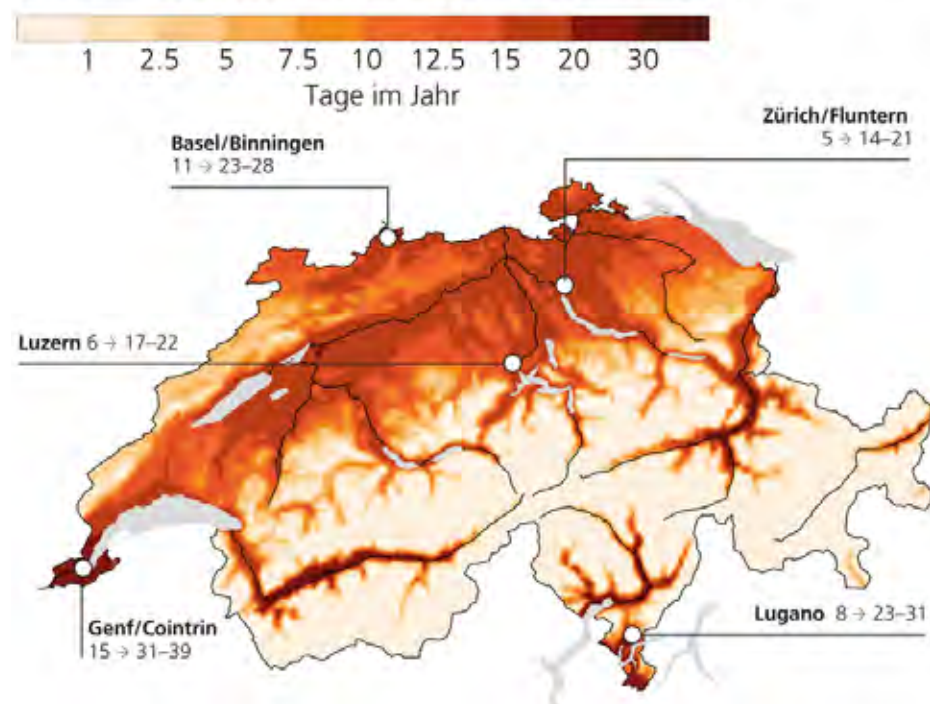 1 2.5 5 7.5 10 12.5 15 20 30
Tage im Jahr
Zürich/Fluntern
5 → 14–21
Basel/Binningen
11 → 23–28
Luzern 6 → 17–22
Genf/Cointrin
15 → 31–39
Lugano 8 → 23–31